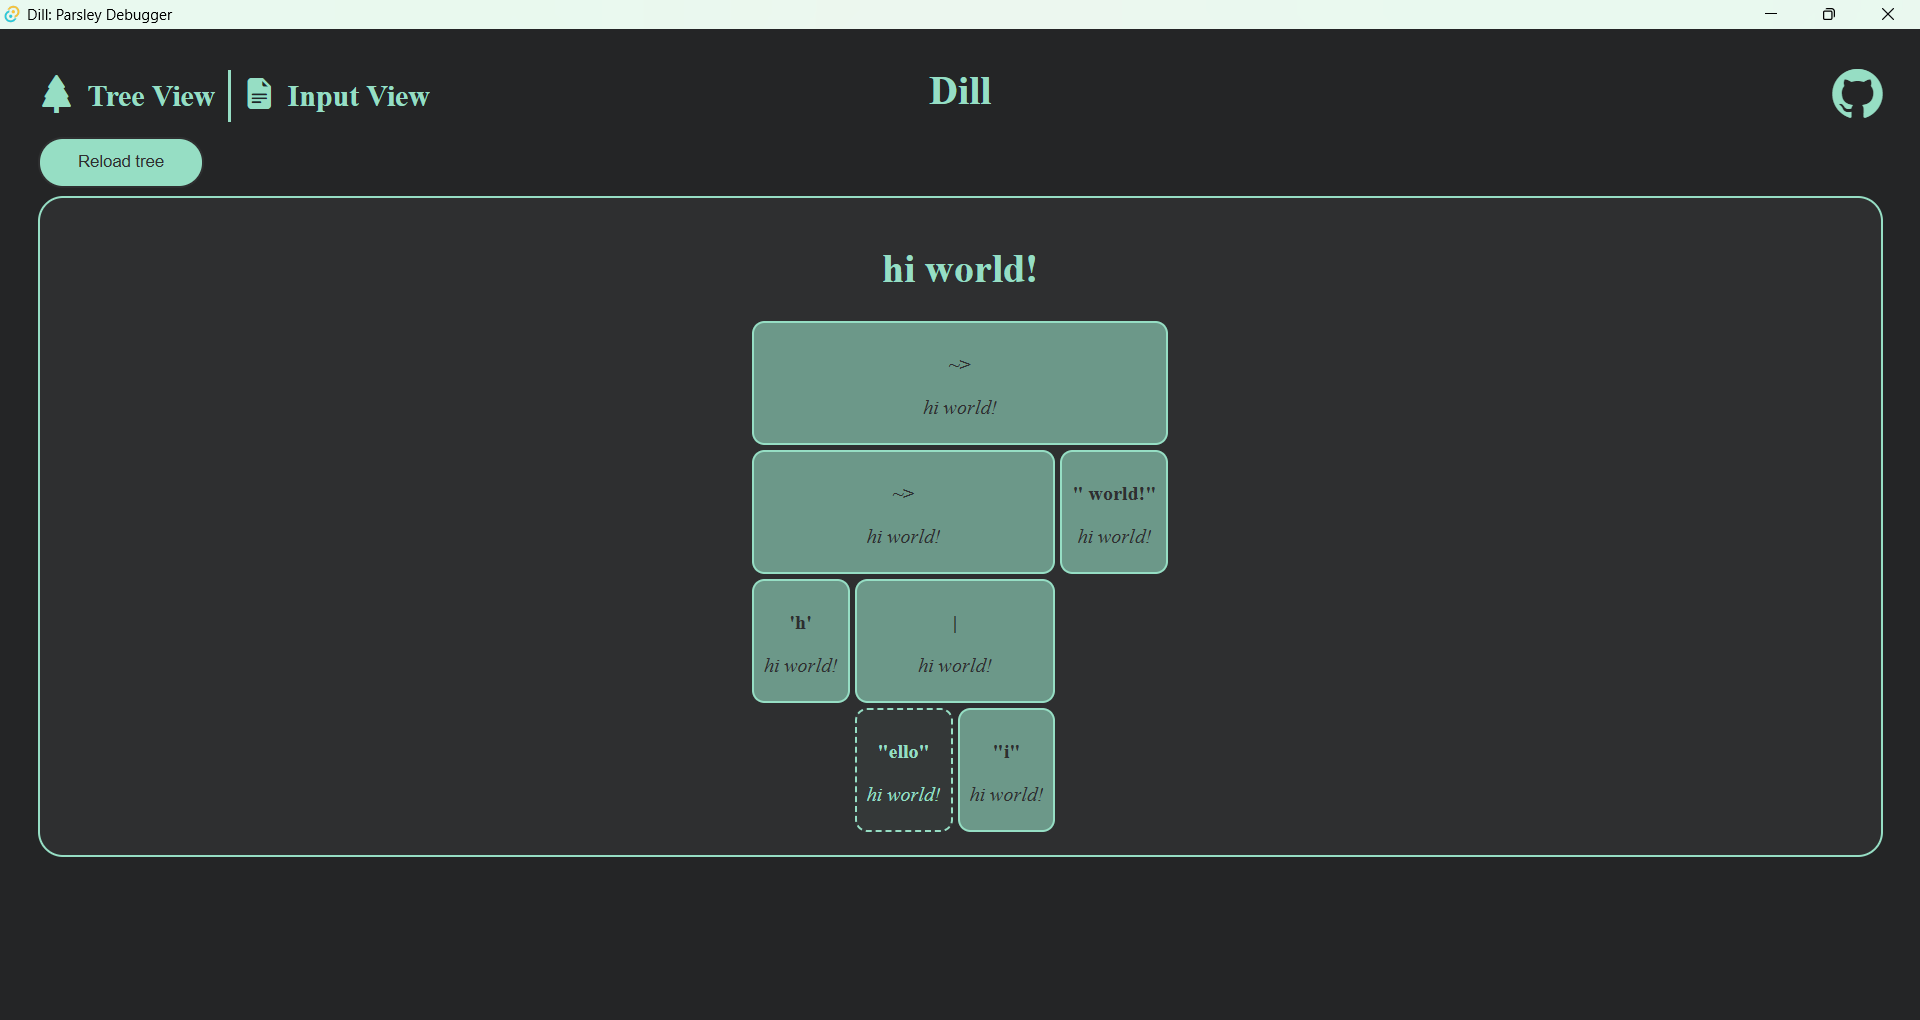 Dill: Parsley Debugger
Tree View
Input View
Dill
Reload tree
hi world!
~>
hi world!
~>
hi world!
" world!"
hi world!
'h'
hi world!
|
hi world!
"ello"
hi world!
"i"
hi world!